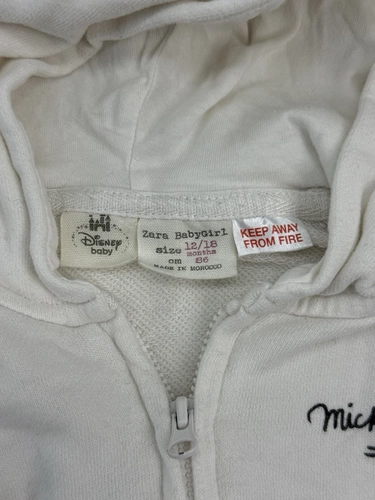 Disney
baby
Zara BabyGirl
size 12/18
months
cm 86
MADE IN MOROCCO
KEEP AWAY
FROM FIRE
Mick